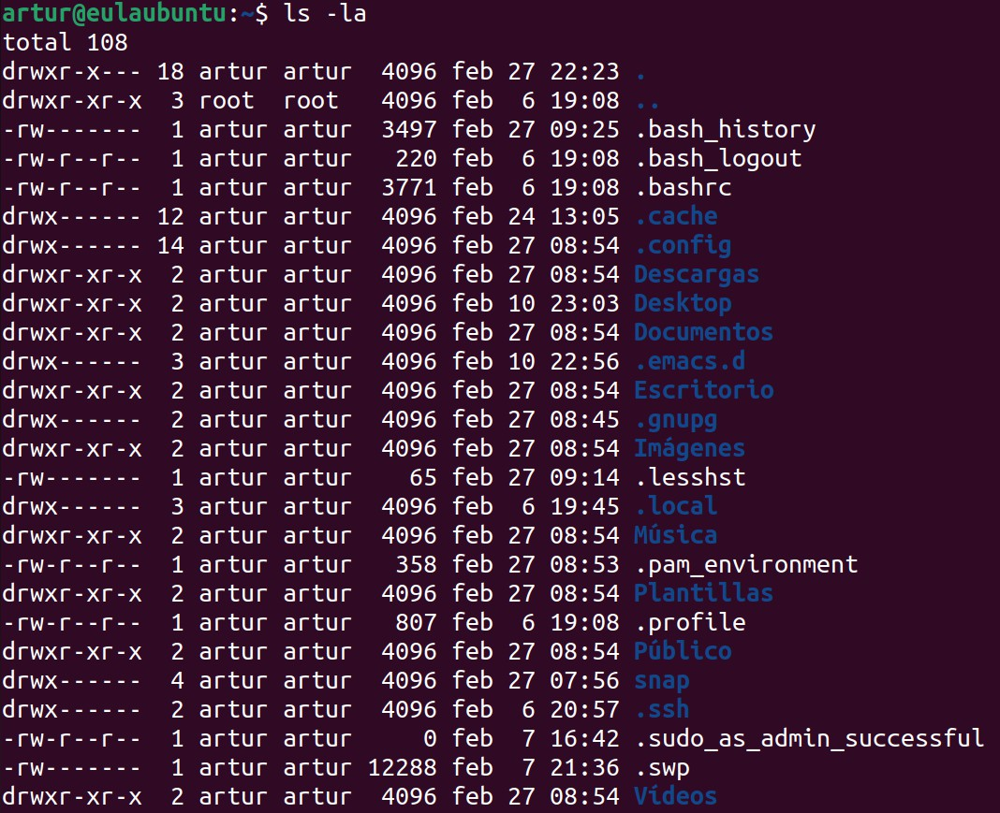 artur@eulaubuntu:~$ ls -la
total 108
drwxr-x--- 18 artur artur  4096 feb 27 22:23 .
drwxr-xr-x  3 root  root   4096 feb  6 19:08 ..
-rw-------  1 artur artur  3497 feb 27 09:25 .bash_history
-rw-r--r--  1 artur artur   220 feb  6 19:08 .bash_logout
-rw-r--r--  1 artur artur  3771 feb  6 19:08 .bashrc
drwx------ 12 artur artur  4096 feb 24 13:05 .cache
drwx------ 14 artur artur  4096 feb 27 08:54 .config
drwxr-xr-x  2 artur artur  4096 feb 27 08:54 Descargas
drwxr-xr-x  2 artur artur  4096 feb 10 23:03 Desktop
drwxr-xr-x  2 artur artur  4096 feb 27 08:54 Documentos
drwx------  3 artur artur  4096 feb 10 22:56 .emacs.d
drwxr-xr-x  2 artur artur  4096 feb 27 08:54 Escritorio
drwx------  2 artur artur  4096 feb 27 08:45 .gnupg
drwxr-xr-x  2 artur artur  4096 feb 27 08:54 Imágenes
-rw-------  1 artur artur    65 feb 27 09:14 .lesshst
drwx------  3 artur artur  4096 feb  6 19:45 .local
drwxr-xr-x  2 artur artur  4096 feb 27 08:54 Música
-rw-r--r--  1 artur artur   358 feb 27 08:53 .pam_environment
drwxr-xr-x  2 artur artur  4096 feb 27 08:54 Plantillas
-rw-r--r--  1 artur artur   807 feb  6 19:08 .profile
drwxr-xr-x  2 artur artur  4096 feb 27 08:54 Público
drwx------  4 artur artur  4096 feb 27 07:56 snap
drwx------  2 artur artur  4096 feb  6 20:57 .ssh
-rw-r--r--  1 artur artur     0 feb  7 16:42 .sudo_as_admin_successful
-rw-------  1 artur artur 12288 feb  7 21:36 .swp
drwxr-xr-x  2 artur artur  4096 feb 27 08:54 Vídeos